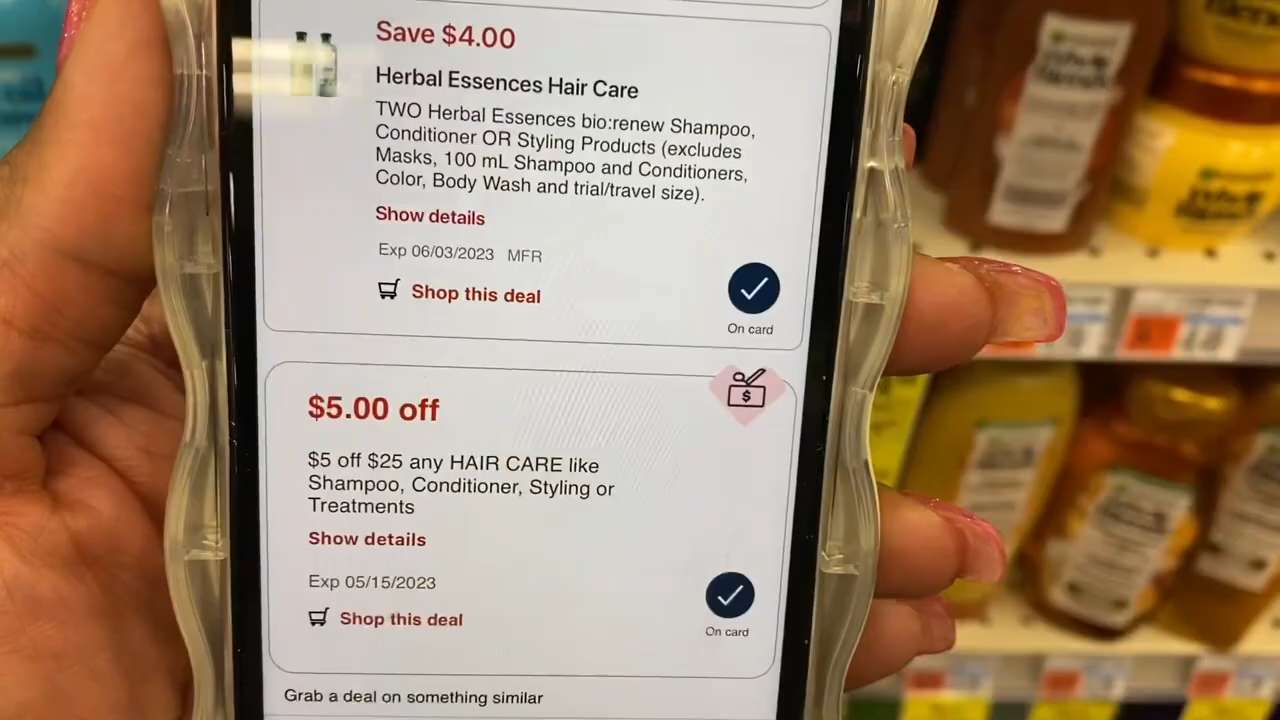 Save $4.00
Herbal Essences Hair Care
TWO Herbal Essences bio:renew Shampoo,
Conditioner OR Styling Products (excludes
Masks, 100 mL Shampoo and Conditioners,
Color, Body Wash and trial/travel size).
Show details
Exp 06/03/2023 MFR
Shop this deal
On card
$
$5.00 off
$5 off $25 any HAIR CARE like
Shampoo, Conditioner, Styling or
Treatments
Show details
Exp 05/15/2023
Shop this deal
On card
Grab a deal on something similar